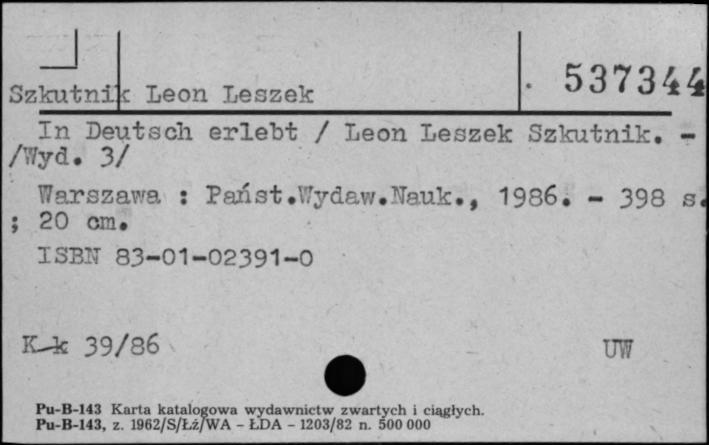 537344
Szkutnik Leon Leszek
In Deutsch erlebt / Leon Leszek Szkutnik. -
/Wyd. 3/
Warszawa : Państ.Wydaw.Nauk., 1986. - 398 s.
; 20 cm.
ISBN 83-01-02391-0
K-k 39/86 UW
Pu-B-143 Karta katalogowa wydawnictw zwartych i ciągłych.
Pu-B-143, z. 1962/S/Łź/WA - ŁDA - 1203/82 n. 500 000